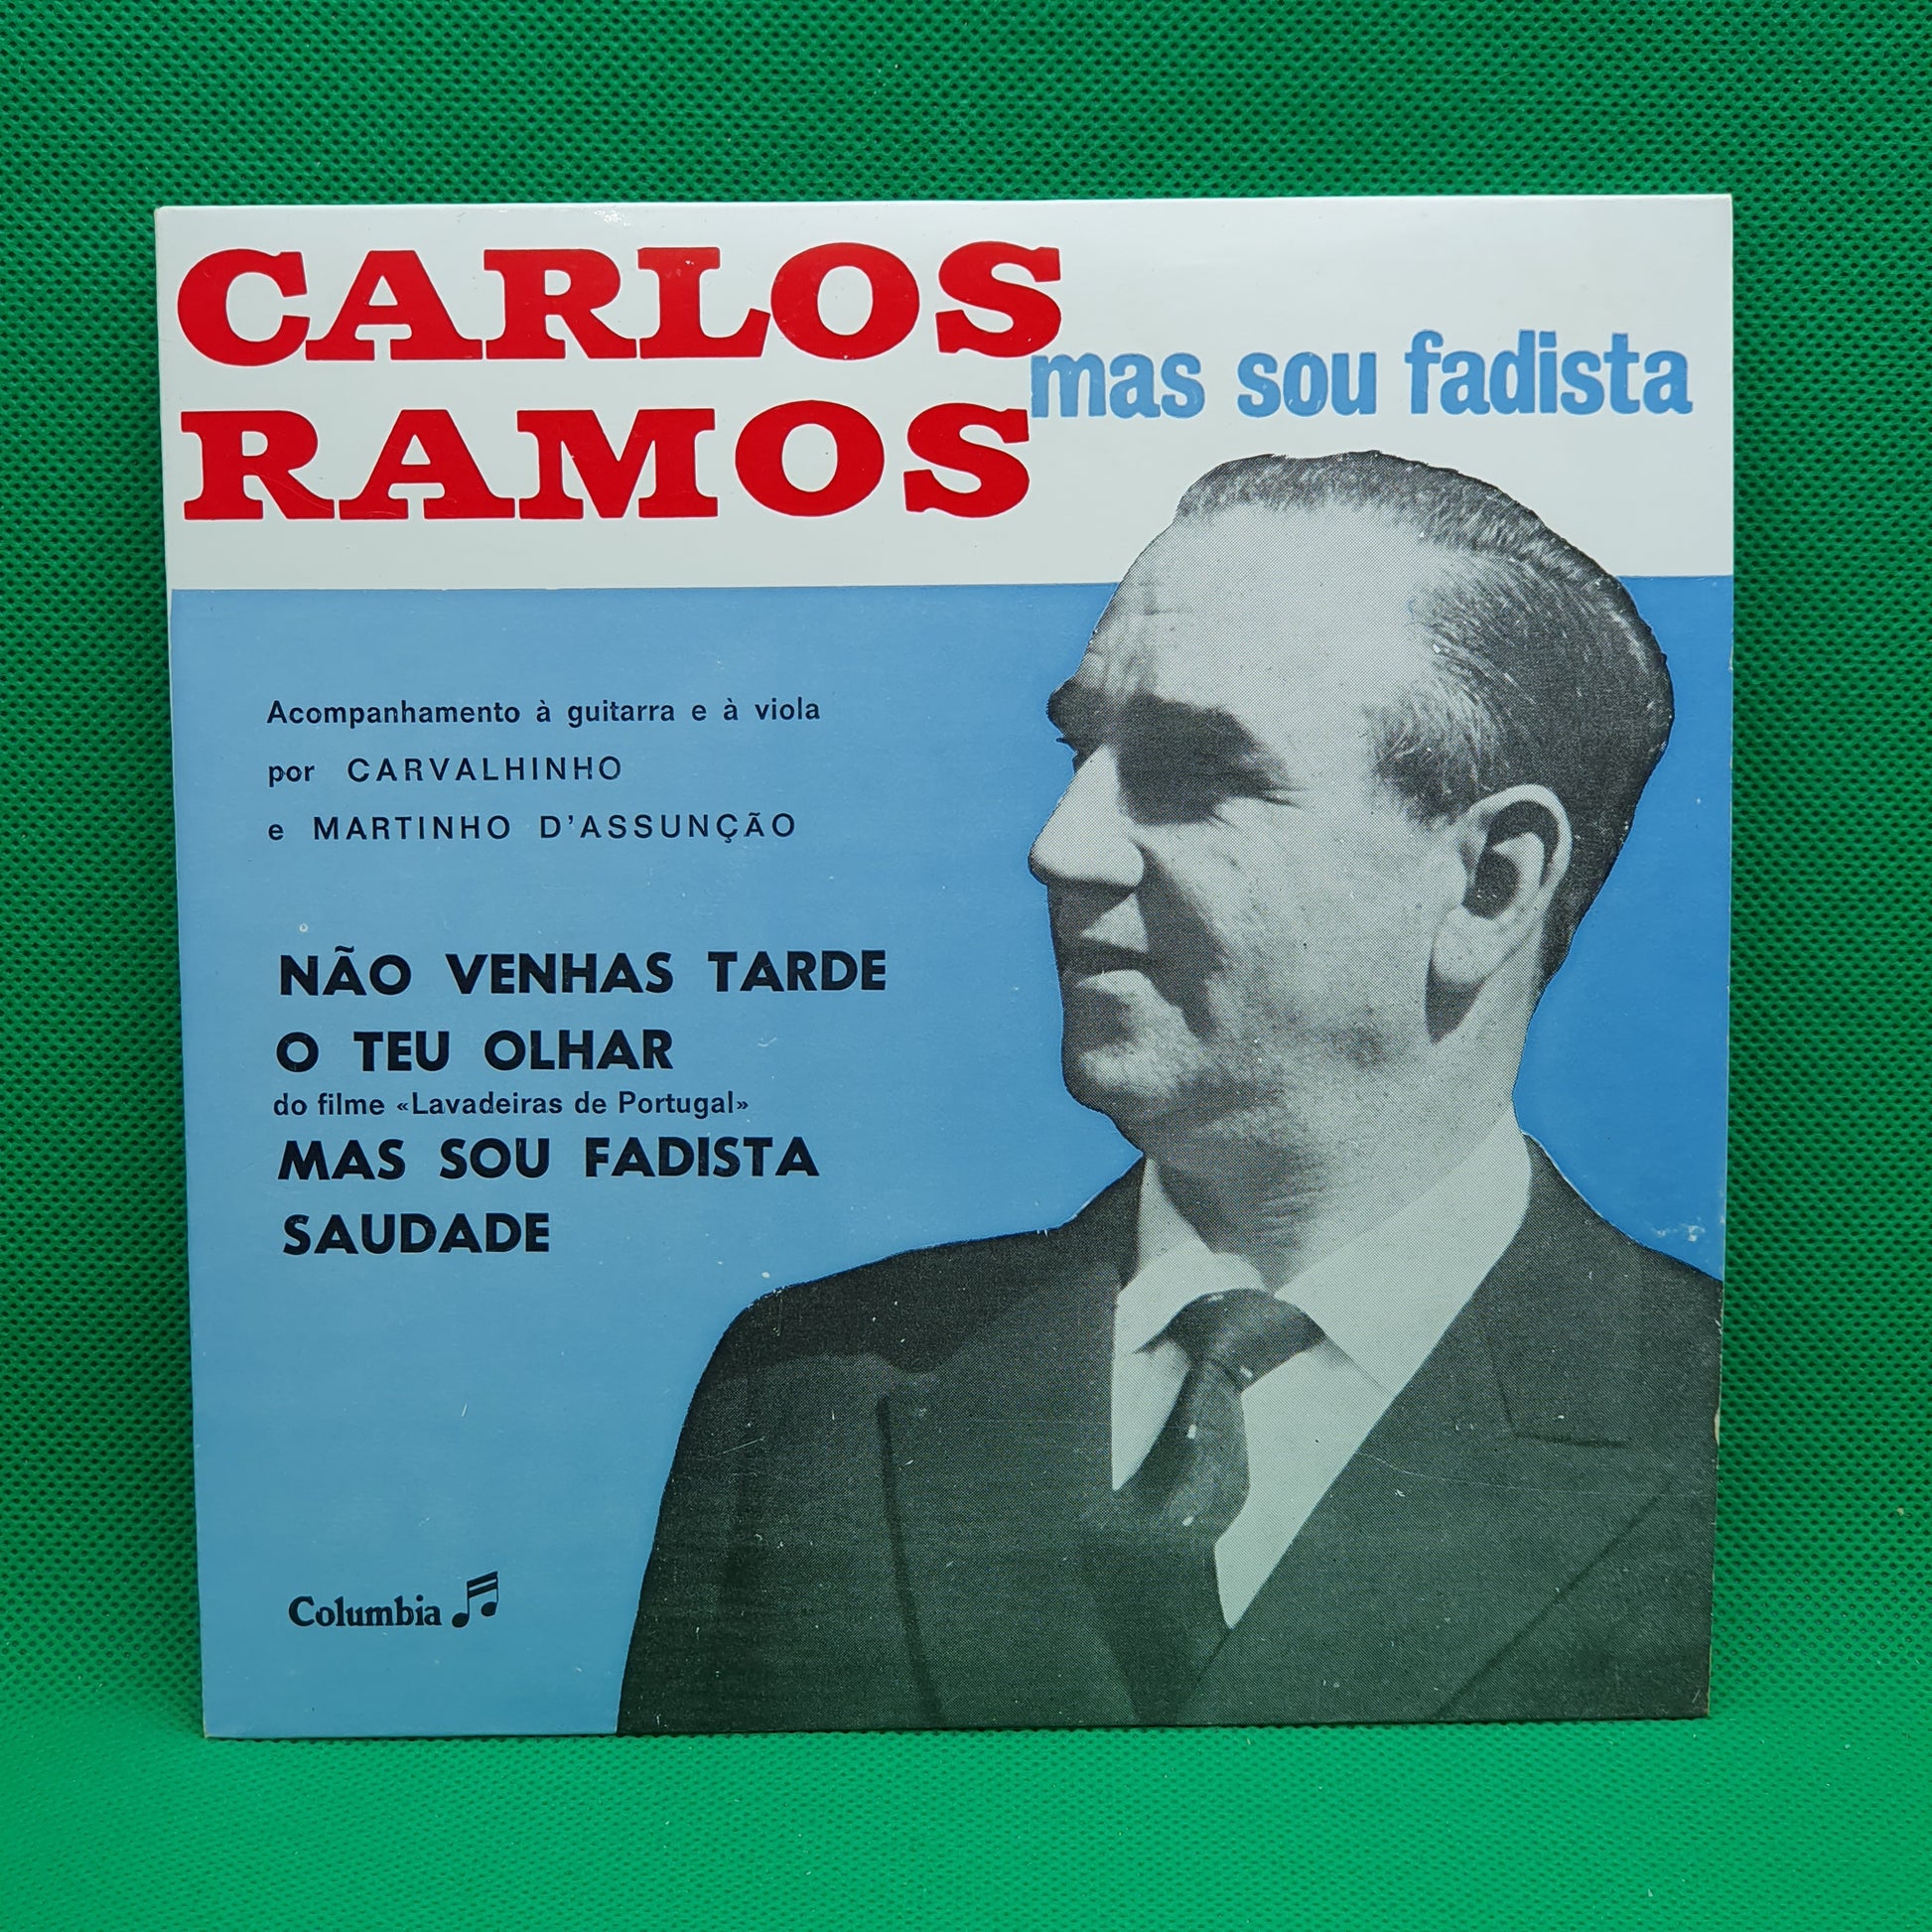 CARLOS
RAMOS
mas sou fadista
Acompanhamento à guitarra e à viola
por CARVALHINHO
e MARTINHO D'ASSUNÇÃO
NÃO VENHAS TARDE
O TEU OLHAR
do filme «Lavadeiras de Portugal»
MAS SOU FADISTA
SAUDADE
Columbia